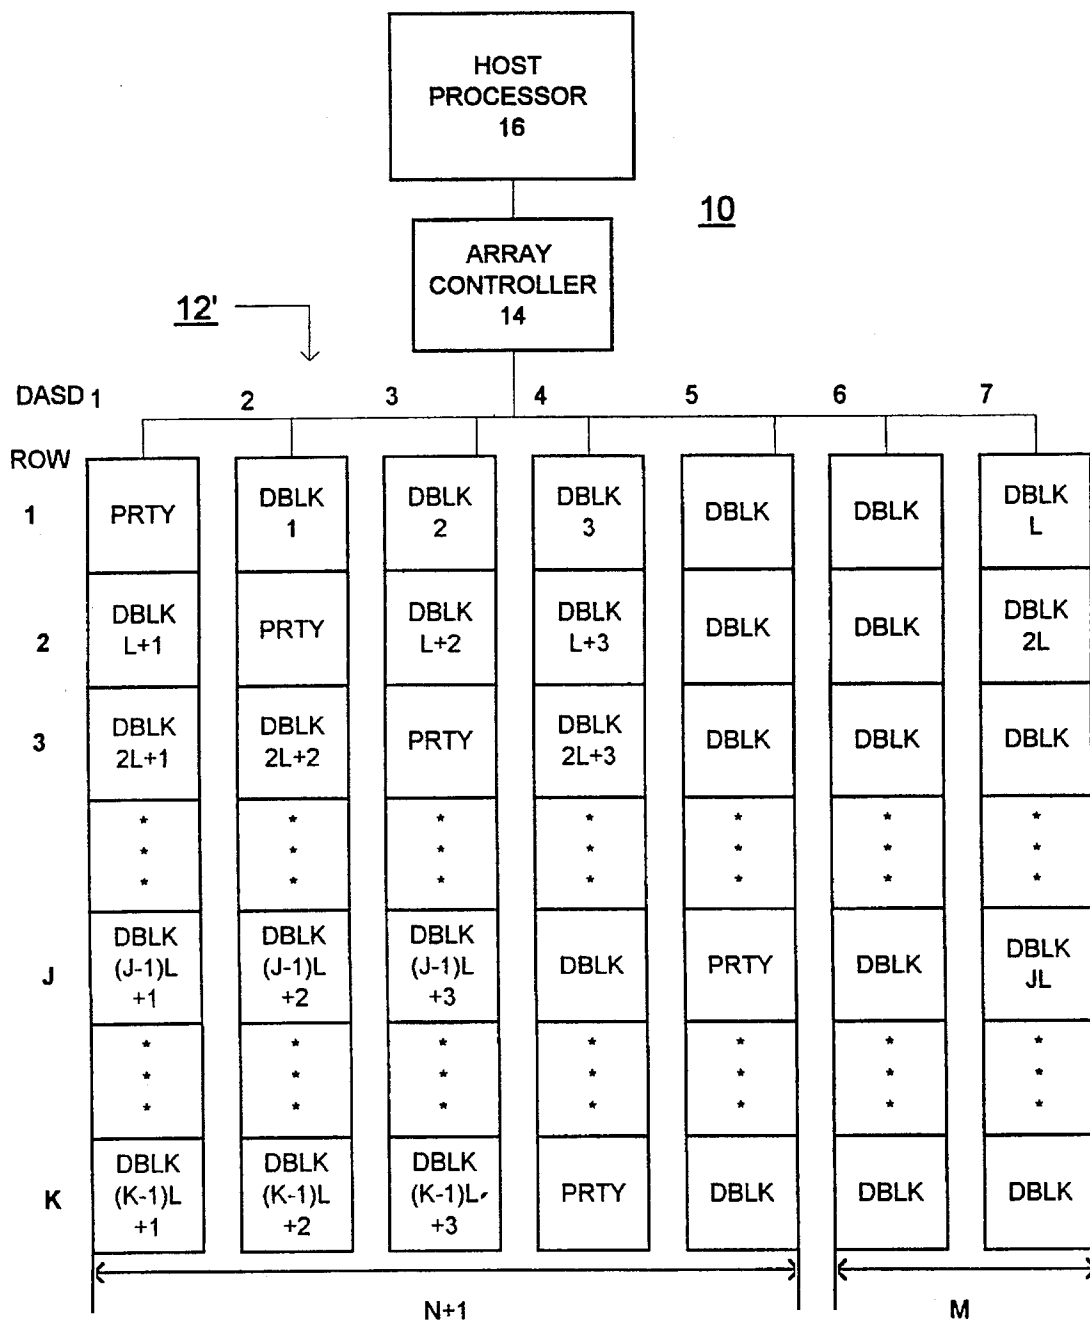 HOST
PROCESSOR
16
10
ARRAY
CONTROLLER
14
12'
DASD 1 2 3 4 5 6 7
ROW
1 PRTY DBLK 1 DBLK 2 DBLK 3 DBLK DBLK DBLK L
2 DBLK L+1 PRTY DBLK L+2 DBLK L+3 DBLK DBLK DBLK 2L
3 DBLK 2L+1 DBLK 2L+2 PRTY DBLK 2L+3 DBLK DBLK DBLK
* * * * * * *
* * * * * * *
* * * * * * *
J DBLK (J-1)L +1 DBLK (J-1)L +2 DBLK (J-1)L +3 DBLK PRTY DBLK DBLK JL
* * * * * * *
* * * * * * *
* * * * * * *
K DBLK (K-1)L +1 DBLK (K-1)L +2 DBLK (K-1)L +3 PRTY DBLK DBLK DBLK
N+1 M